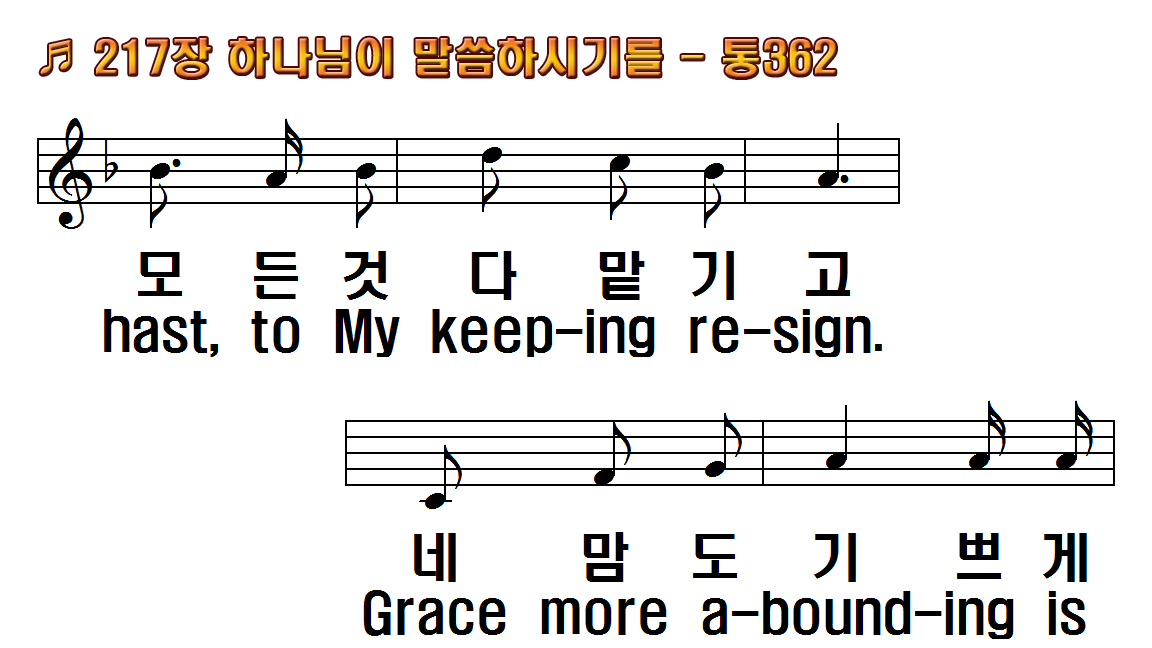 ♬ 217장 하나님이 말씀하시기를 - 통362
모 든 것 다 맡 기 고
hast, to My keep-ing re-sign.
네 맘 도 기 쁘 게
Grace more a-bound-ing is